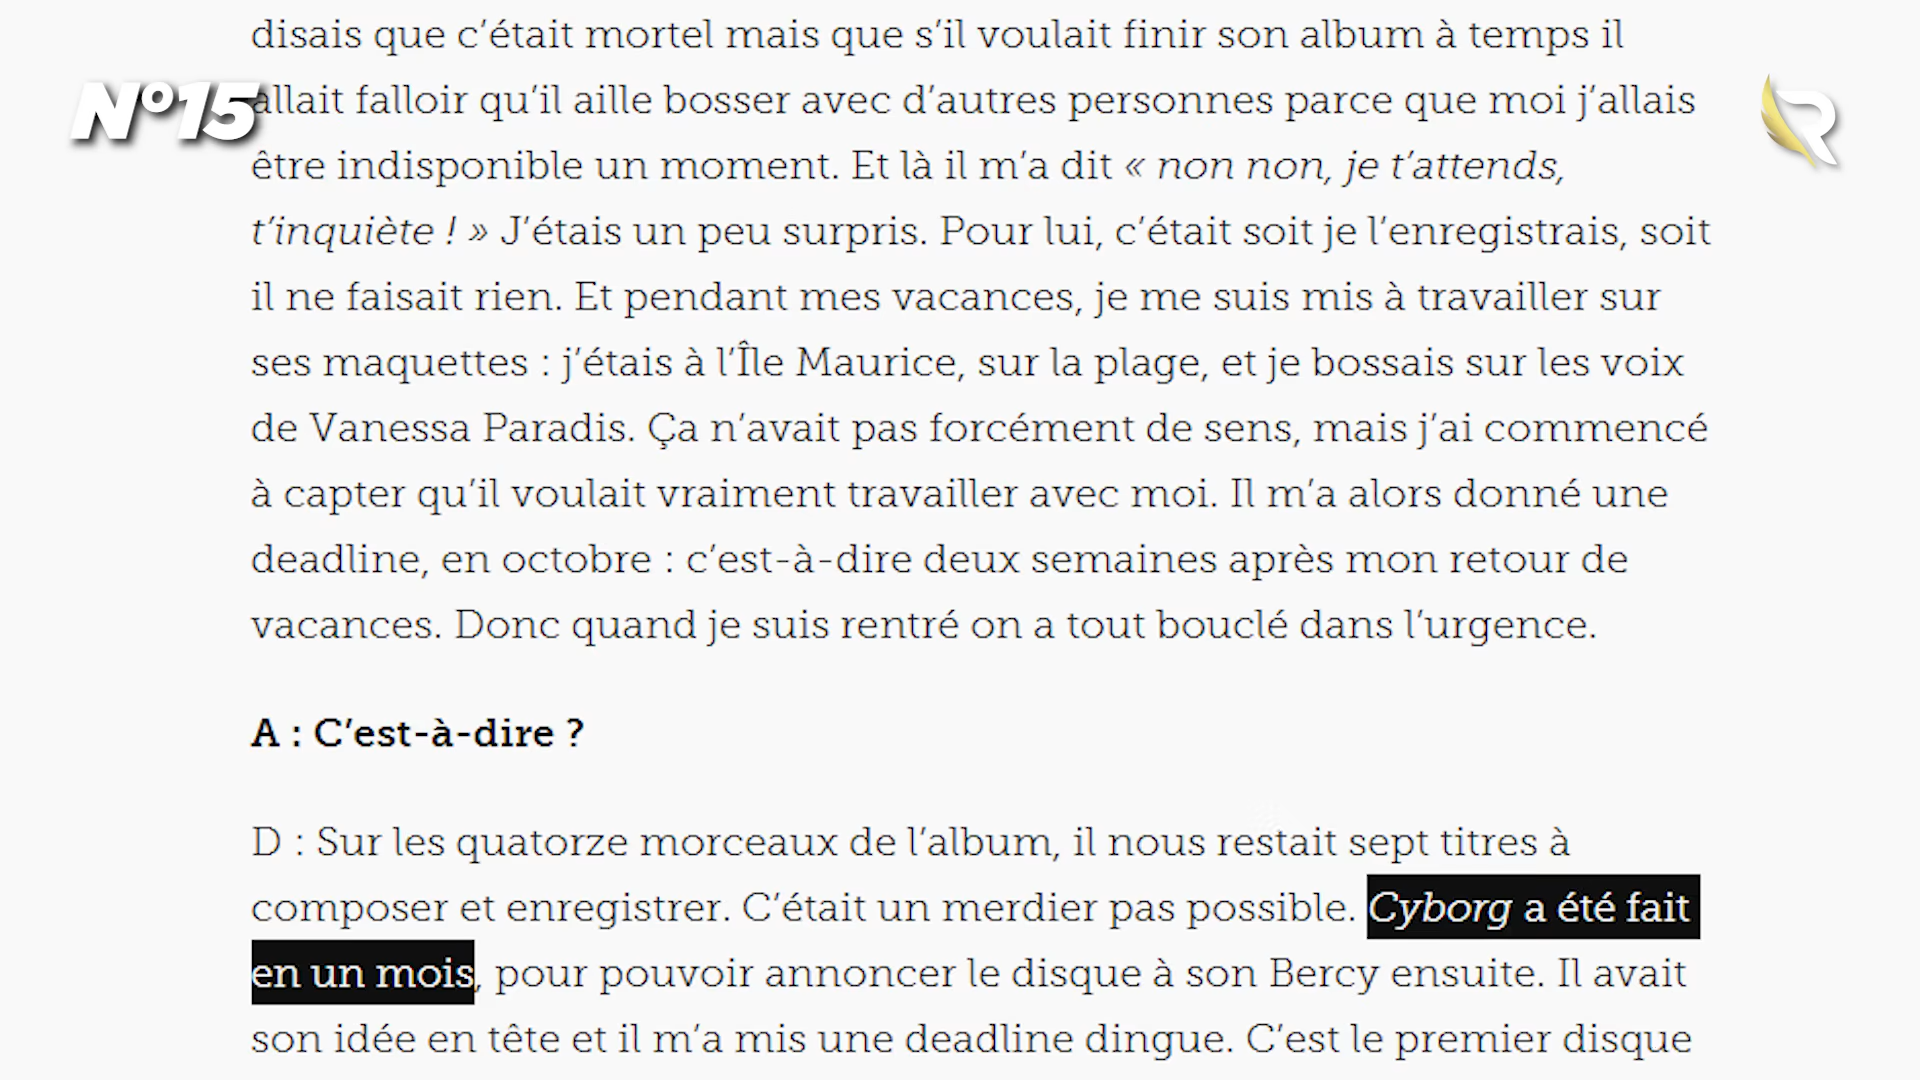 disais que c’était mortel mais que s’il voulait finir son album à temps il
N°15
allait falloir qu’il aille bosser avec d’autres personnes parce que moi j’allais
être indisponible un moment. Et là il m’a dit « non non, je t’attends,
t’inquiète ! » J’étais un peu surpris. Pour lui, c’était soit je l’enregistrais, soit
il ne faisait rien. Et pendant mes vacances, je me suis mis à travailler sur
ses maquettes : j’étais à l’Île Maurice, sur la plage, et je bossais sur les voix
de Vanessa Paradis. Ça n’avait pas forcément de sens, mais j’ai commencé
à capter qu’il voulait vraiment travailler avec moi. Il m’a alors donné une
deadline, en octobre : c’est-à-dire deux semaines après mon retour de
vacances. Donc quand je suis rentré on a tout bouclé dans l’urgence.
A : C’est-à-dire ?
D : Sur les quatorze morceaux de l’album, il nous restait sept titres à
composer et enregistrer. C’était un merdier pas possible. Cyborg a été fait
en un mois, pour pouvoir annoncer le disque à son Bercy ensuite. Il avait
son idée en tête et il m’a mis une deadline dingue. C’est le premier disque